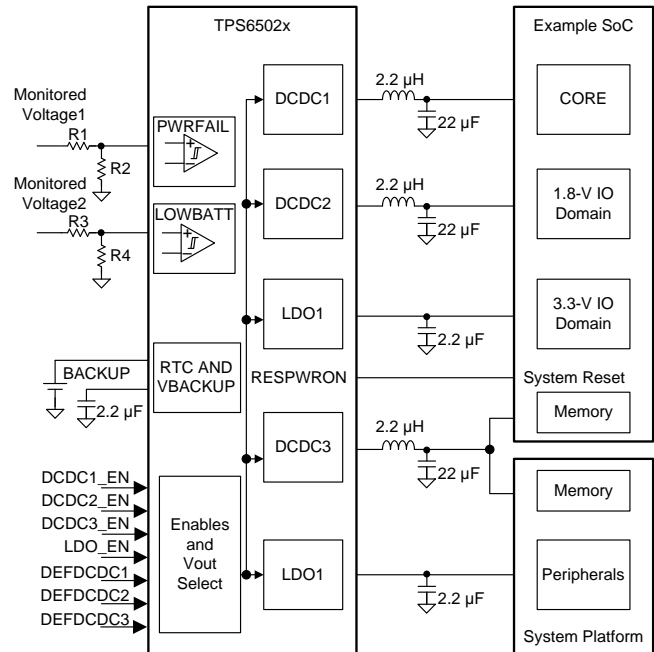 TPS6502x
Example SoC
Monitored
Voltage1
R1
R2
PWRFAIL
+
−
DCDC1
2.2 µH
22 µF
CORE
Monitored
Voltage2
R3
R4
LOWBATT
+
−
DCDC2
2.2 µH
22 µF
1.8-V IO
Domain
LDO1
2.2 µF
3.3-V IO
Domain
BACKUP
2.2 µF
RTC AND
VBACKUP
RESPWRON
System Reset
Memory
DCDC3
2.2 µH
22 µF
DCDC1_EN
DCDC2_EN
DCDC3_EN
LDO_EN
DEFDCDC1
DEFDCDC2
DEFDCDC3
Enables
and
Vout
Select
LDO1
2.2 µF
Memory
Peripherals
System Platform